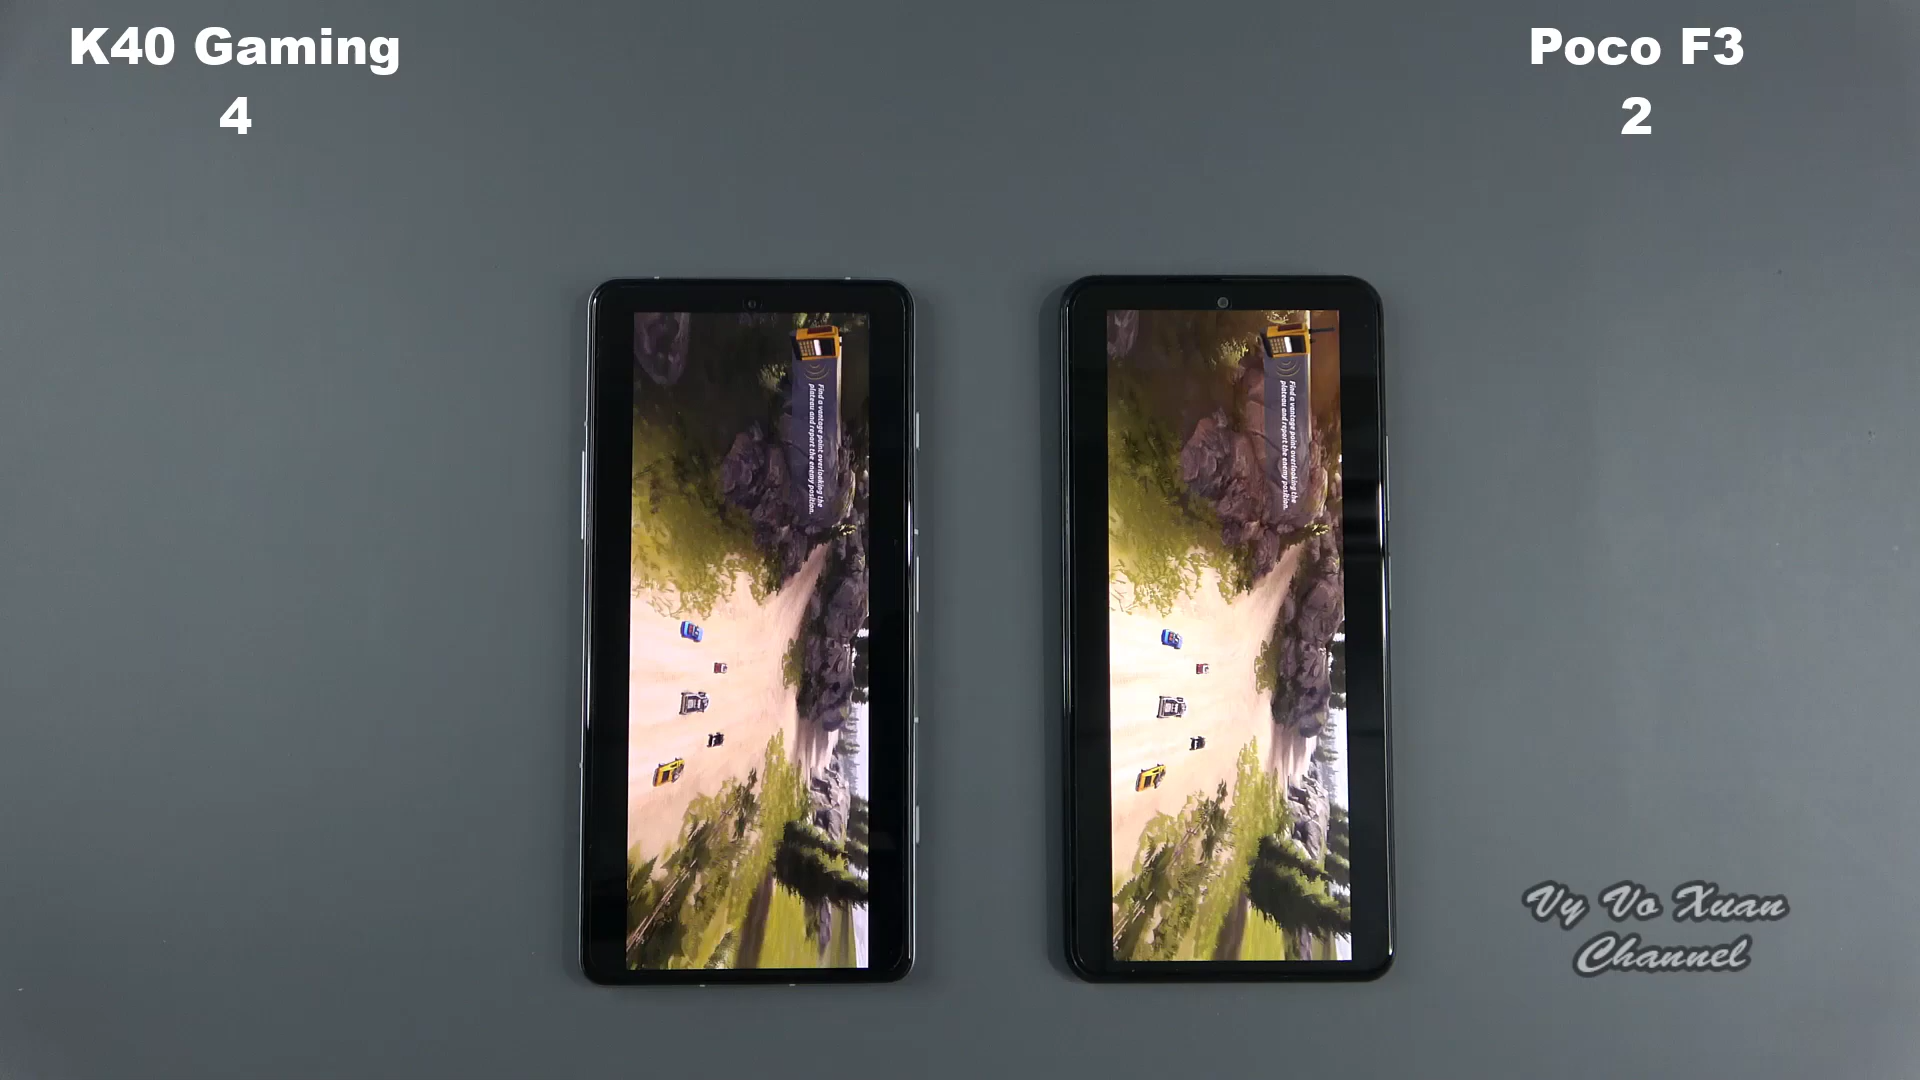 K40 Gaming
4
Poco F3
2
Find a vantage point overlooking the
plateau and report the enemy position.
Find a vantage point overlooking the
plateau and report the enemy position.
Vy Vo Xuan
Channel